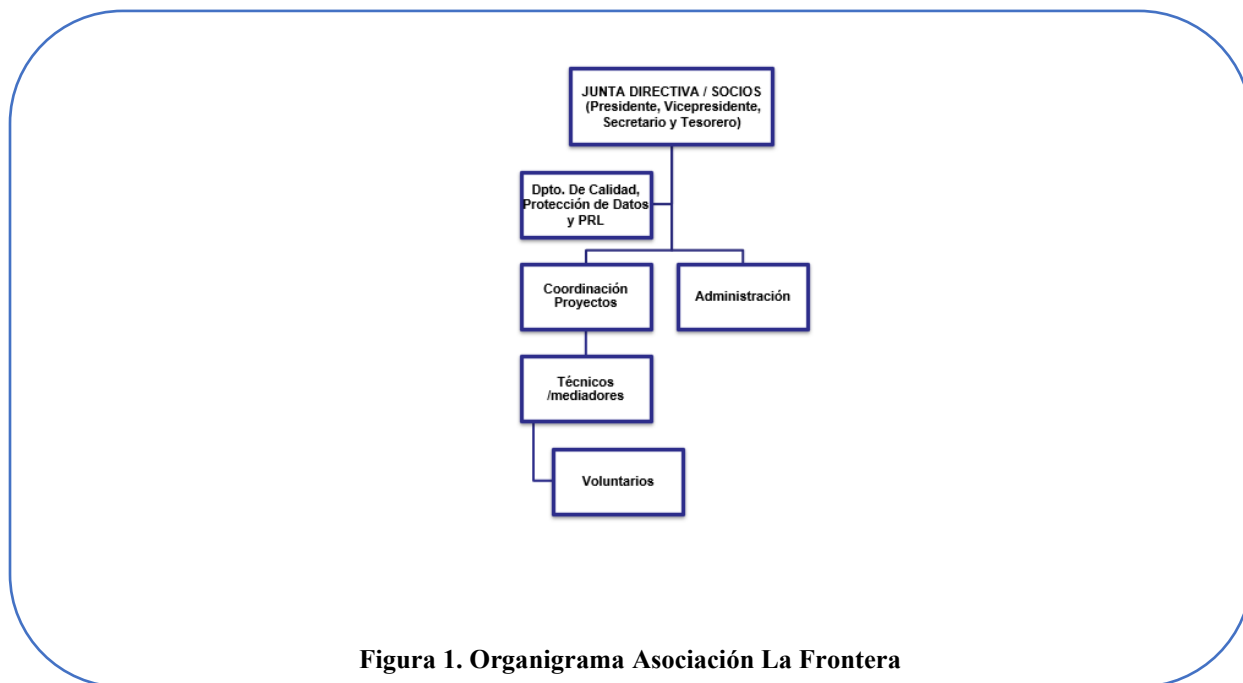 JUNTA DIRECTIVA / SOCIOS
(Presidente, Vicepresidente,
Secretario y Tesorero)
Dpto. De Calidad,
Protección de Datos
y PRL
Coordinación
Proyectos
Administración
Técnicos
/mediadores
Voluntarios
Figura 1. Organigrama Asociación La Frontera